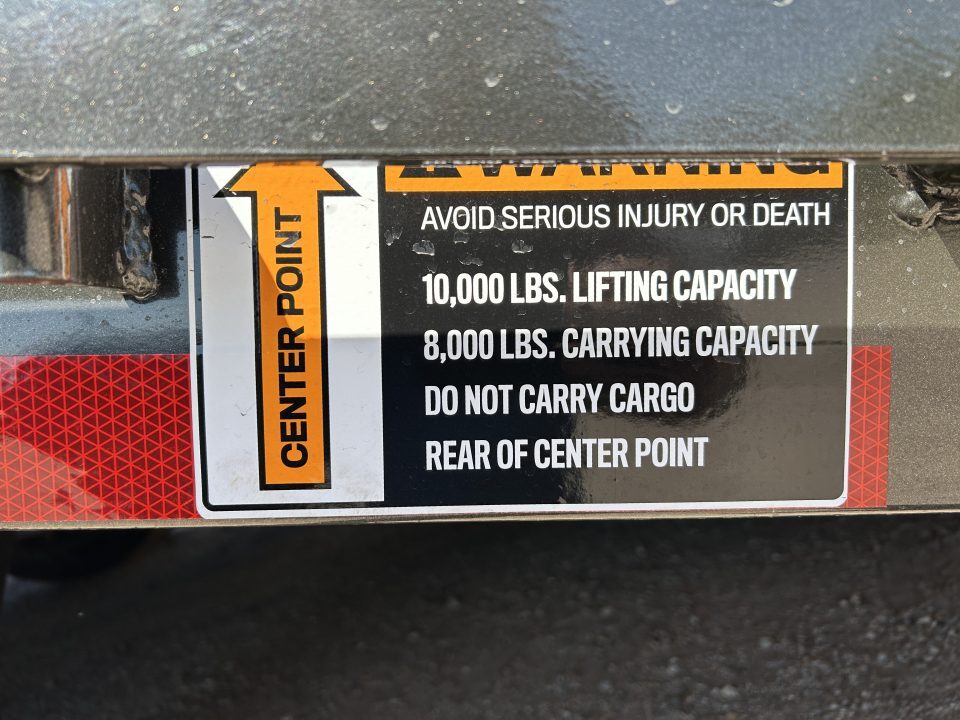 WARNING
AVOID SERIOUS INJURY OR DEATH
10,000 LBS. LIFTING CAPACITY
8,000 LBS. CARRYING CAPACITY
DO NOT CARRY CARGO
REAR OF CENTER POINT
CENTER POINT